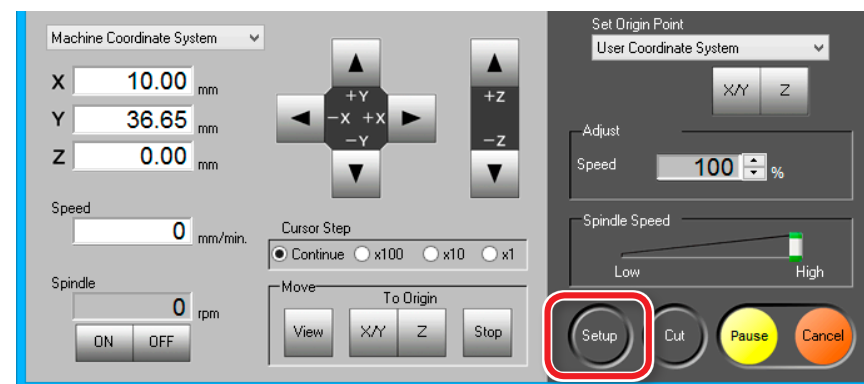 Machine Coordinate System
X 10.00 mm
Y 36.65 mm
Z 0.00 mm
Speed
0 mm/min.
Spindle
0 rpm
ON OFF
+Y
-X +X
-Y
+Z
-Z
Cursor Step
Continue x100 x10 x1
Move
To Origin
View X/Y Z Stop
Set Origin Point
User Coordinate System
X/Y Z
Adjust
Speed 100 %
Spindle Speed
Low High
Setup Cut Pause Cancel